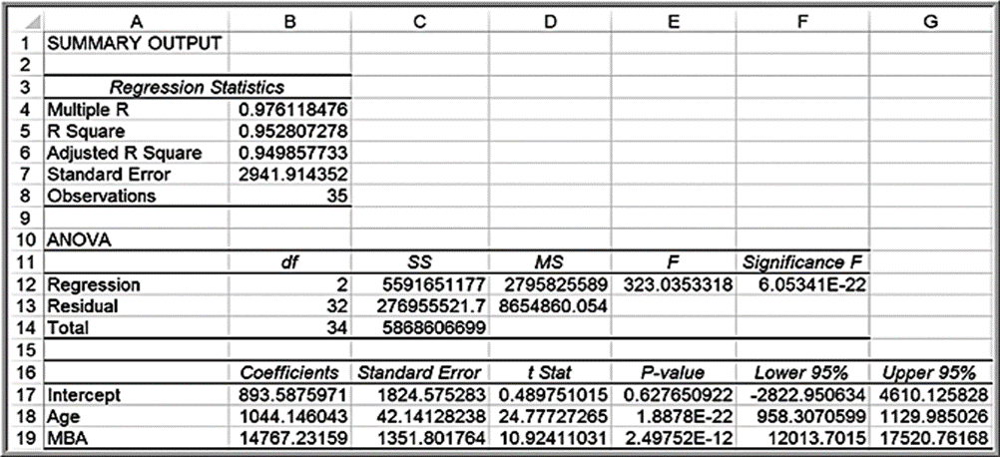 A B C D E F G
1 SUMMARY OUTPUT
2
3 Regression Statistics
4 Multiple R 0.976118476
5 R Square 0.952807278
6 Adjusted R Square 0.949857733
7 Standard Error 2941.914352
8 Observations 35
9
10 ANOVA
11 df SS MS F Significance F
12 Regression 2 5591651177 2795825589 323.0353318 6.05341E-22
13 Residual 32 276955521.7 8654860.054
14 Total 34 5868606699
15
16 Coefficients Standard Error t Stat P-value Lower 95% Upper 95%
17 Intercept 893.5875971 1824.575283 0.489751015 0.627650922 -2822.950634 4610.125828
18 Age 1044.146043 42.14128238 24.77727265 1.8878E-22 958.3070599 1129.985026
19 MBA 14767.23159 1351.801764 10.92411031 2.49752E-12 12013.7015 17520.76168